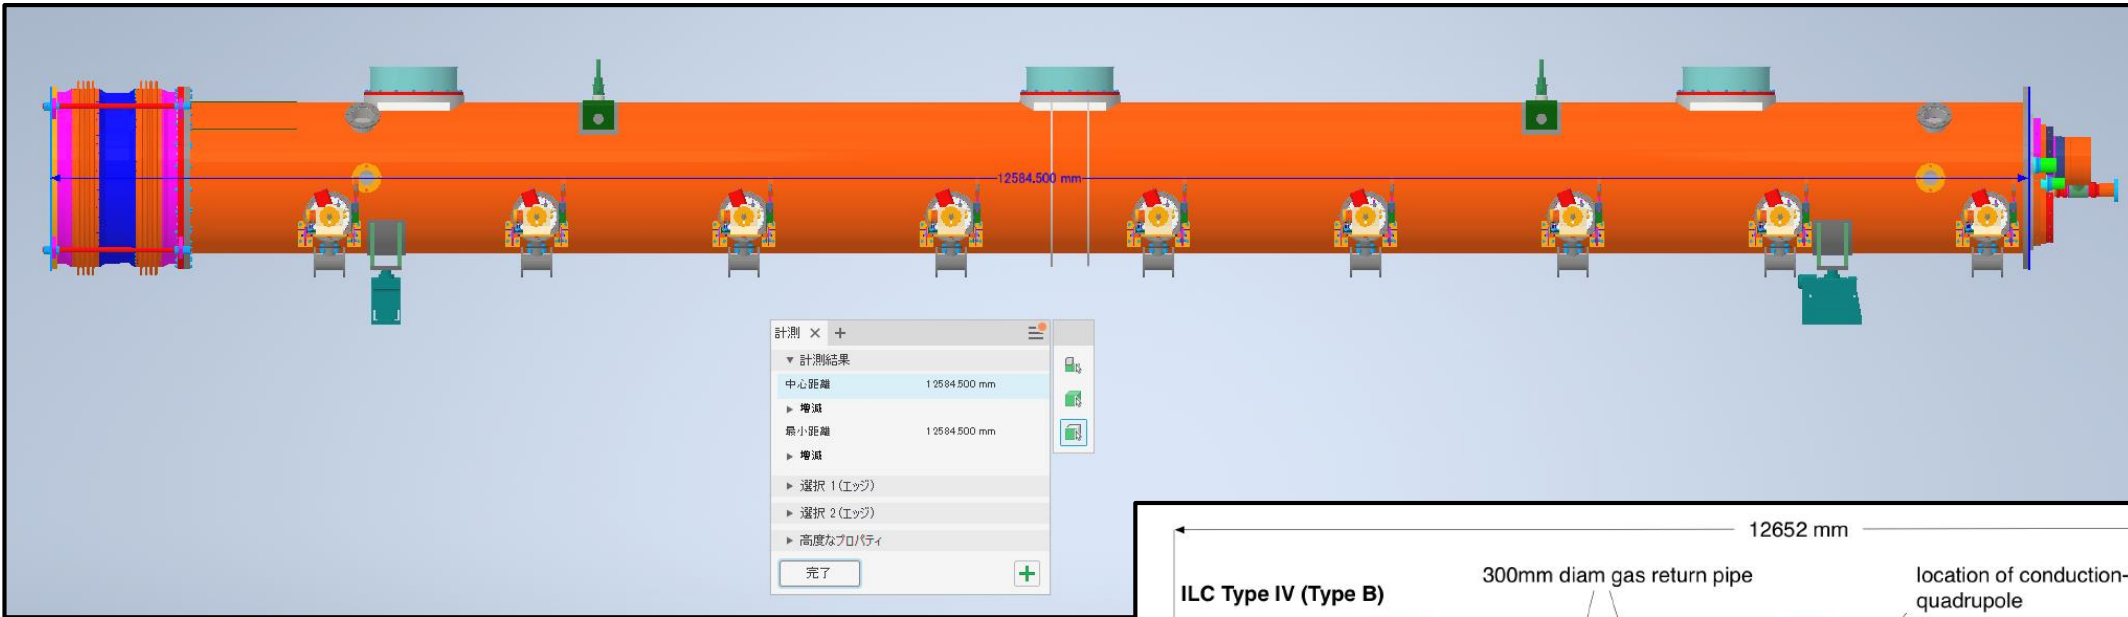 12584.500 mm
計測
計測結果
中心距離 12584.500 mm
増減
最小距離 12584.500 mm
増減
選択 1(エッジ)
選択 2(エッジ)
高度なプロパティ
完了
12652 mm
300mm diam gas return pipe
location of conduction-
quadrupole
ILC Type IV (Type B)